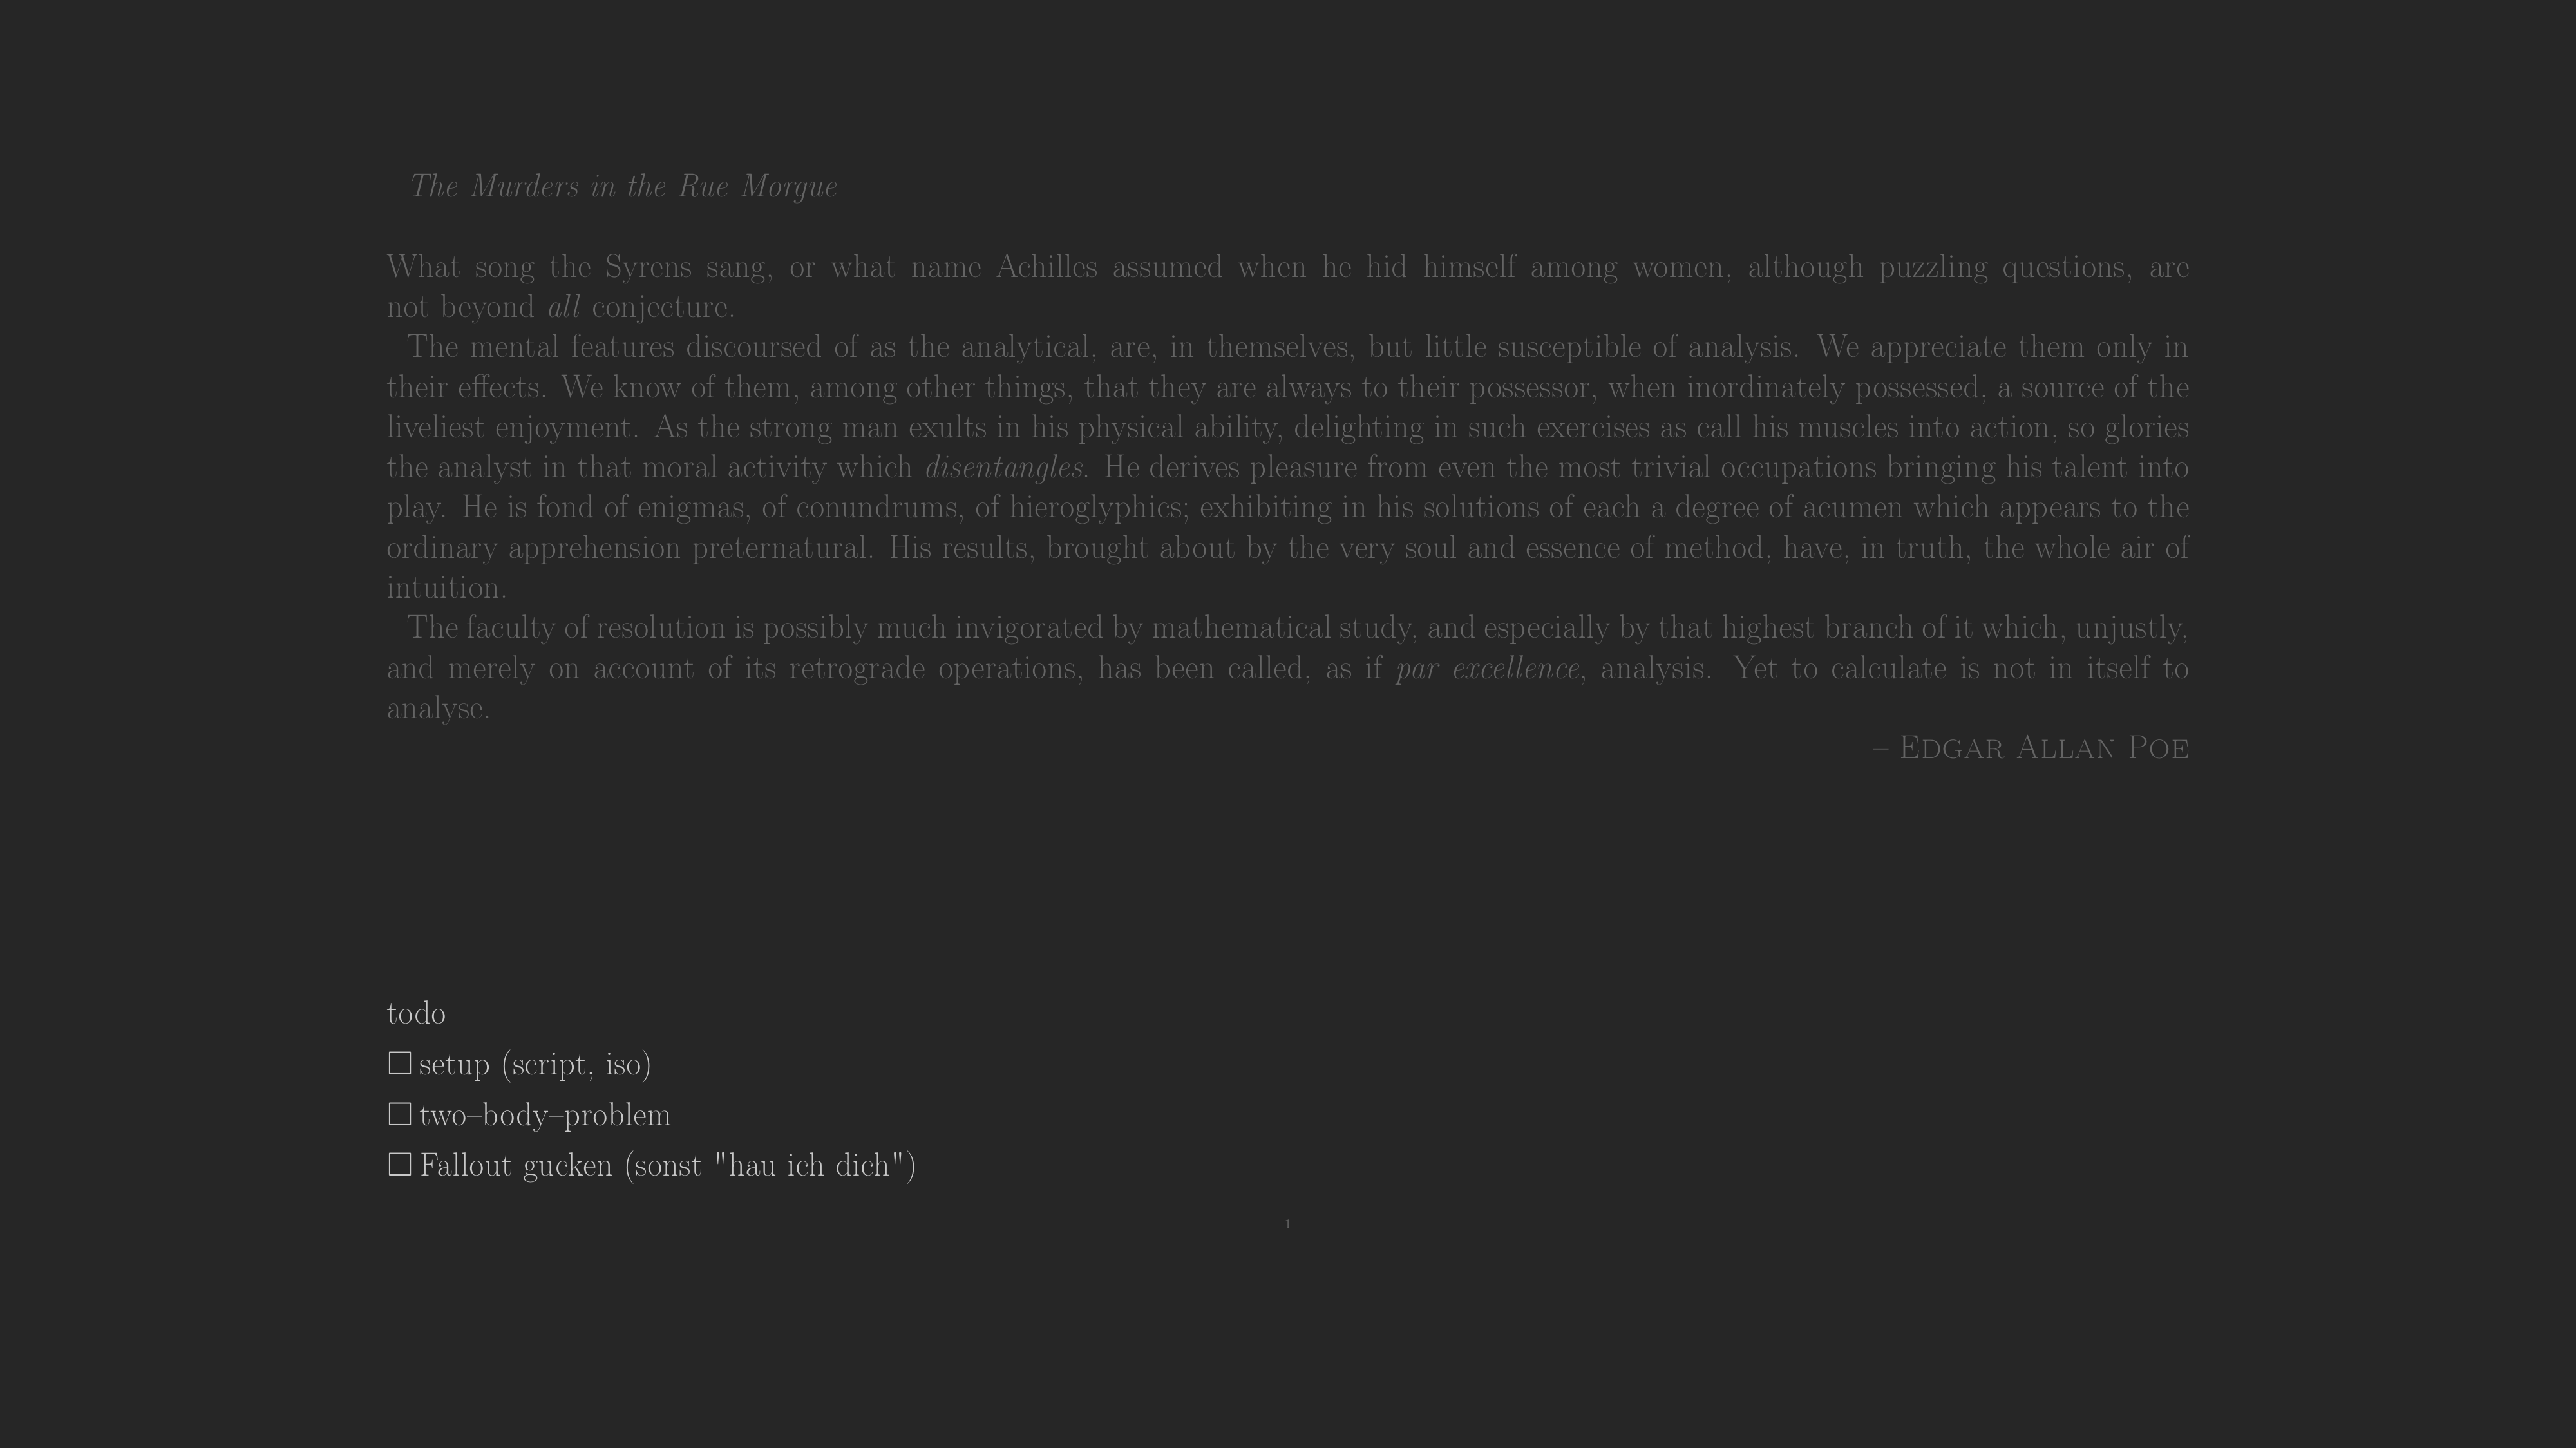 The Murders in the Rue Morgue
What song the Syrens sang, or what name Achilles assumed when he hid himself among women, although puzzling questions, are
not beyond all conjecture.
The mental features discoursed of as the analytical, are, in themselves, but little susceptible of analysis. We appreciate them only in
their effects. We know of them, among other things, that they are always to their possessor, when inordinately possessed, a source of the
liveliest enjoyment. As the strong man exults in his physical ability, delighting in such exercises as call his muscles into action, so glories
the analyst in that moral activity which disentangles. He derives pleasure from even the most trivial occupations bringing his talent into
play. He is fond of enigmas, of conundrums, of hieroglyphics; exhibiting in his solutions of each a degree of acumen which appears to the
ordinary apprehension preternatural. His results, brought about by the very soul and essence of method, have, in truth, the whole air of
intuition.
The faculty of resolution is possibly much invigorated by mathematical study, and especially by that highest branch of it which, unjustly,
and merely on account of its retrograde operations, has been called, as if par excellence, analysis. Yet to calculate is not in itself to
analyse.
– EDGAR ALLAN POE
todo
☐ setup (script, iso)
☐ two–body–problem
☐ Fallout gucken (sonst "hau ich dich")
1